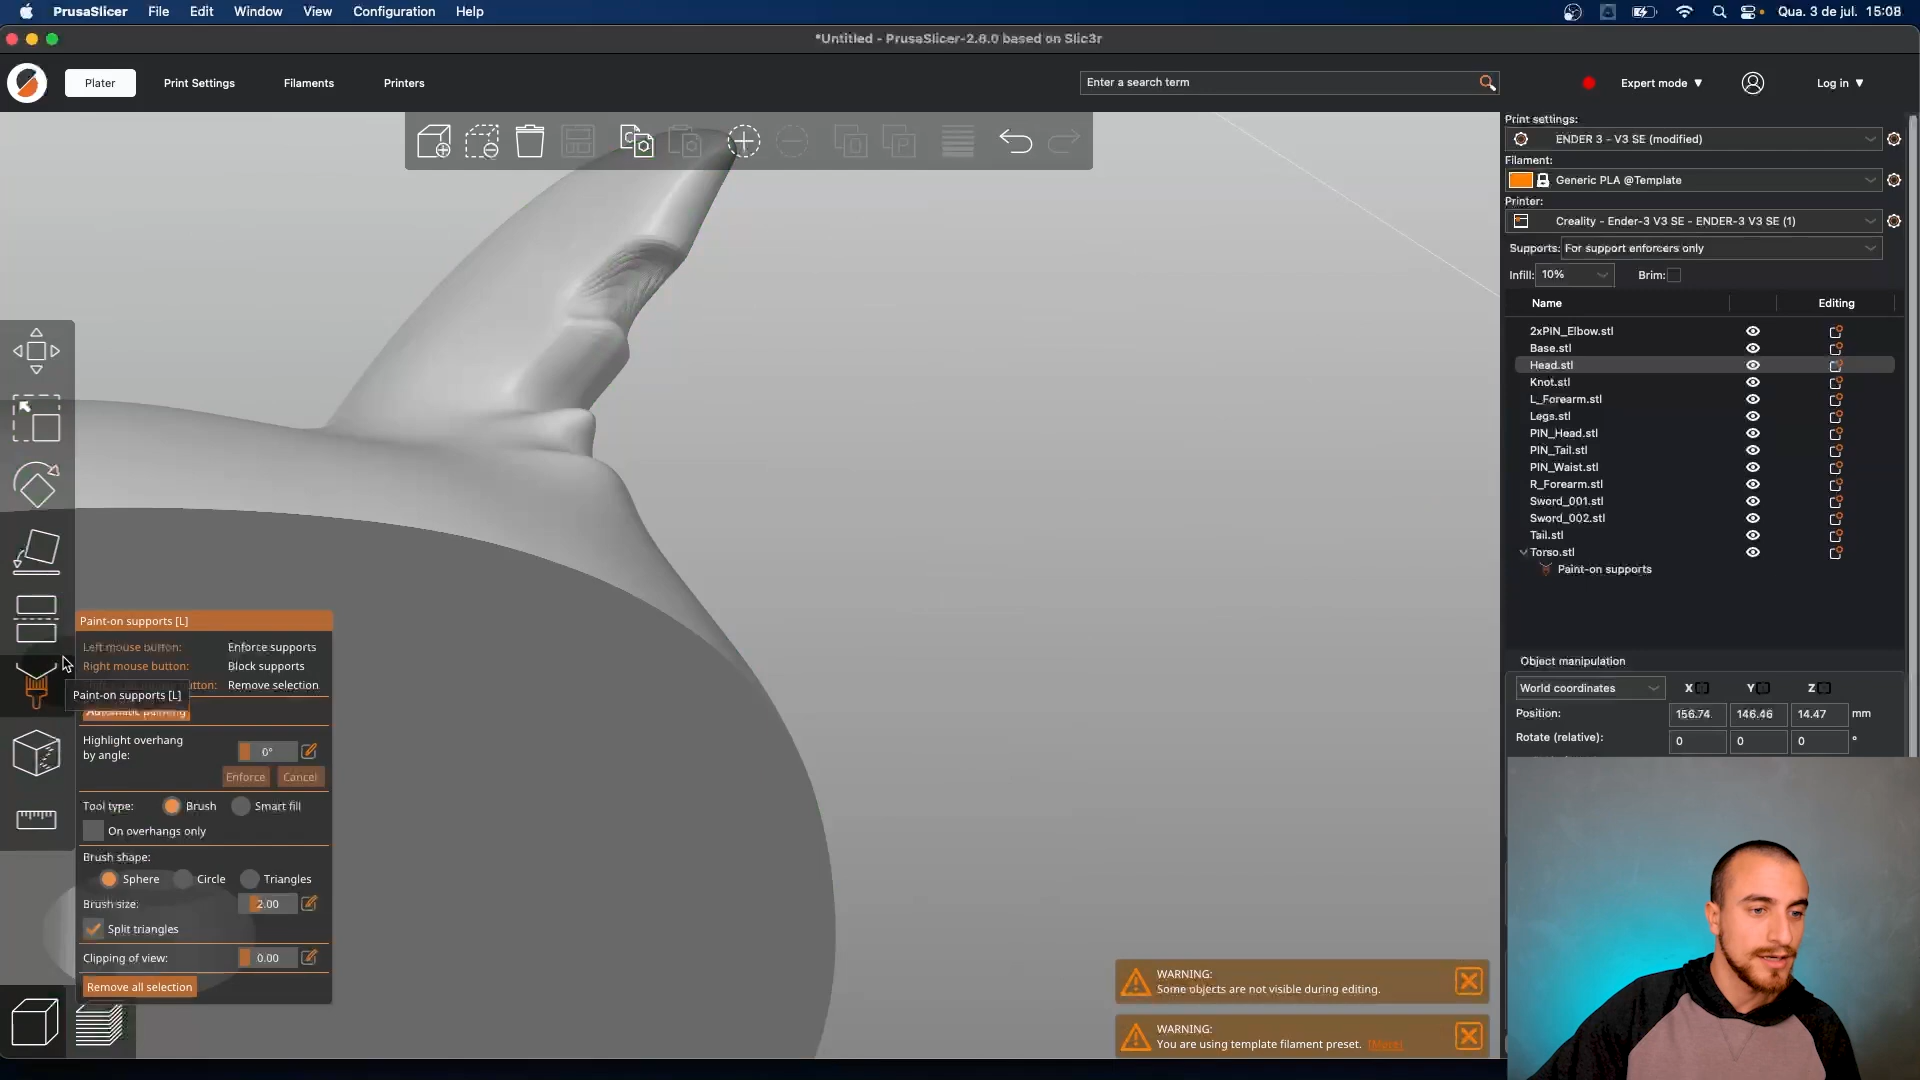 PrusaSlicer File Edit Window View Configuration Help Qua. 3 de jul. 15:08
*Untitled - PrusaSlicer-2.8.0 based on Slic3r
Plater Print Settings Filaments Printers Enter a search term Expert mode ▼ Log in ▼
Print settings:
ENDER 3 - V3 SE (modified)
Filament:
Generic PLA @Template
Printer:
Creality - Ender-3 V3 SE - ENDER-3 V3 SE (1)
Supports: For support enforcers only
Infill: 10% Brim:
Name Editing
2xPIN_Elbow.stl
Base.stl
Head.stl
Knot.stl
L_Forearm.stl
Legs.stl
PIN_Head.stl
PIN_Tail.stl
PIN_Waist.stl
R_Forearm.stl
Sword_001.stl
Sword_002.stl
Tail.stl
Torso.stl
Paint-on supports
Object manipulation
World coordinates X Y Z
Position: 156.74 146.46 14.47 mm
Rotate (relative): 0 0 0 °
Paint-on supports [L]
Left mouse button: Enforce supports
Right mouse button: Block supports
button: Remove selection
Paint-on supports [L]
Automatic painting
Highlight overhang
by angle: 0°
Enforce Cancel
Tool type: Brush Smart fill
On overhangs only
Brush shape:
Sphere Circle Triangles
Brush size: 2.00
Split triangles
Clipping of view: 0.00
Remove all selection
WARNING:
Some objects are not visible during editing.
WARNING:
You are using template filament preset. (More)